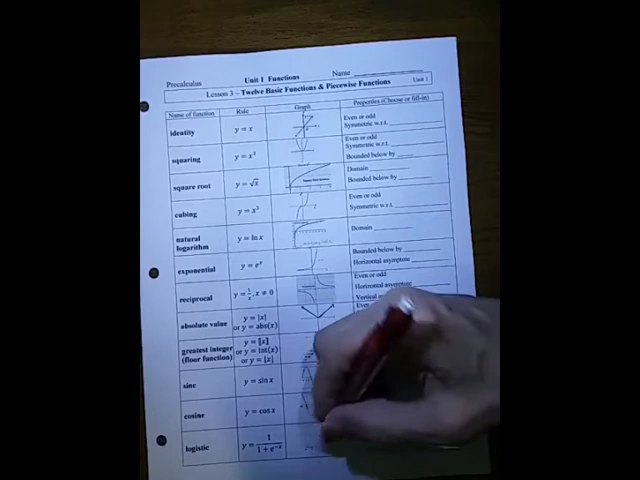 Precalculus Unit 1 Functions Name
Lesson 3 – Twelve Basic Functions & Piecewise Functions Unit 1
Name of function Rule Graph Properties (Choose or fill-in)
identity y = x Even or odd
Symmetric w.r.t.
squaring y = x² Even or odd
Symmetric w.r.t.
Bounded below by
square root y = √x Domain
Bounded below by
cubing y = x³ Even or odd
Symmetric w.r.t.
natural
logarithm y = ln x Domain
exponential y = eˣ Bounded below by
Horizontal asymptote
reciprocal y = 1/x, x ≠ 0 Even or odd
Horizontal asymptote
Vertical
absolute value y = |x|
or y = abs(x)
greatest integer
(floor function) y = ⟦x⟧
or y = int(x)
or y = ⌊x⌋
sine y = sin x
cosine y = cos x
logistic y = 1/(1 + e⁻ˣ)